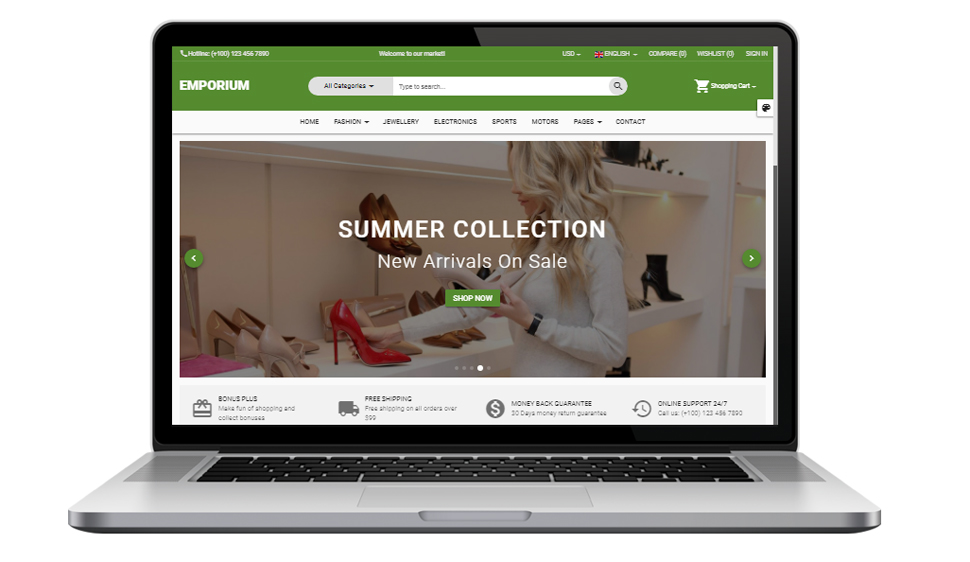 Hotline: (+100) 123 456 7890 Welcome to our market! USD ENGLISH COMPARE (0) WISHLIST (0) SIGN IN
EMPORIUM All Categories Type to search... Shopping Cart
HOME FASHION JEWELLERY ELECTRONICS SPORTS MOTORS PAGES CONTACT
SUMMER COLLECTION
New Arrivals On Sale
SHOP NOW
BONUS PLUS
Make fun of shopping and
collect bonuses
FREE SHIPPING
Free shipping on all orders over
$99
MONEY BACK GUARANTEE
30 Days money return guarantee
ONLINE SUPPORT 24/7
Call us: (+100) 123 456 7890